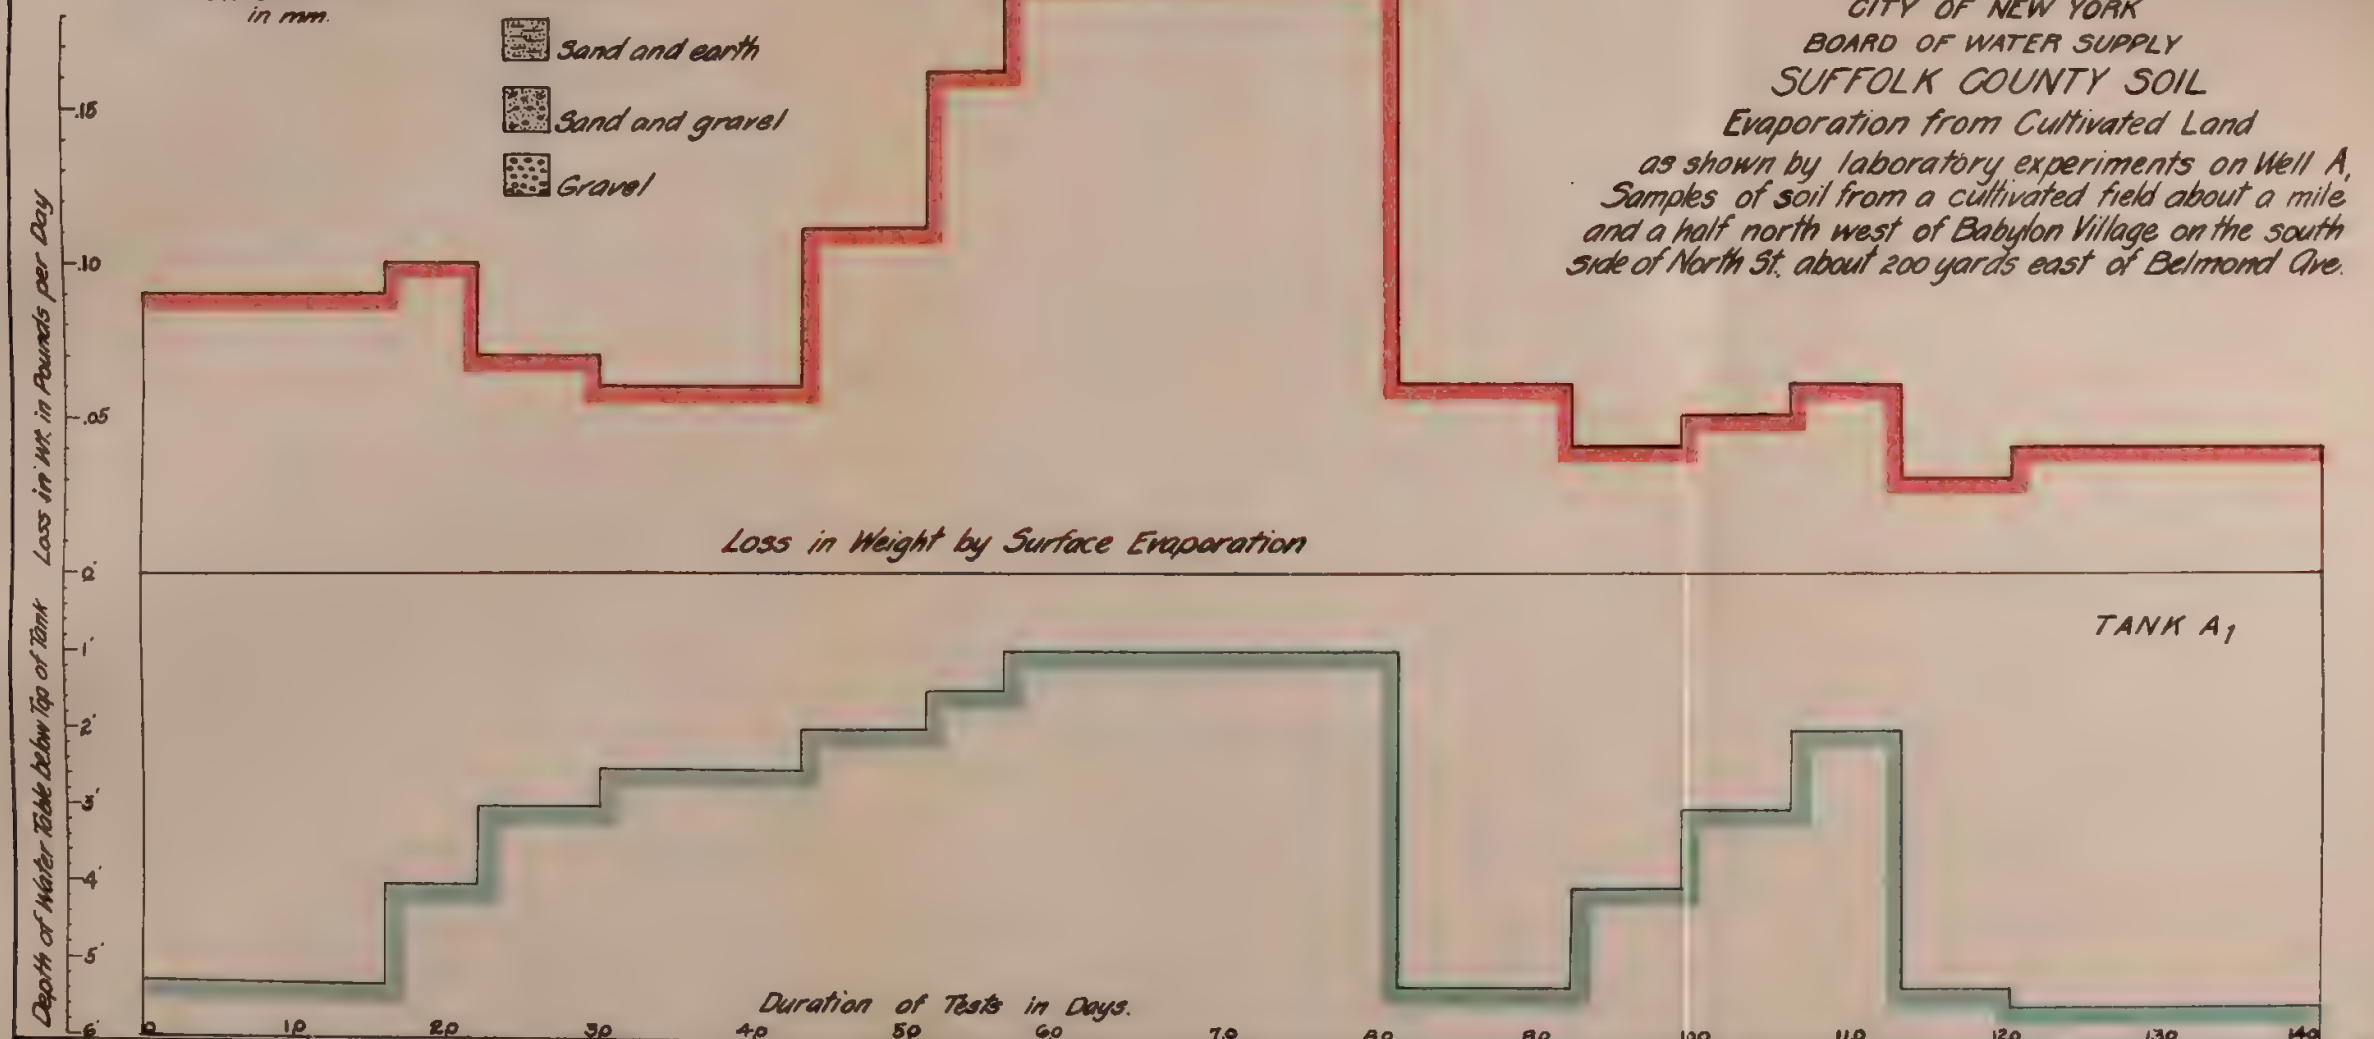 in mm.
Sand and earth
Sand and gravel
Gravel
CITY OF NEW YORK
BOARD OF WATER SUPPLY
SUFFOLK COUNTY SOIL
Evaporation from Cultivated Land
as shown by laboratory experiments on Well A,
Samples of soil from a cultivated field about a mile
and a half north west of Babylon Village on the south
side of North St. about 200 yards east of Belmond Ave.
Loss in Wt. in Pounds per Day
.15
.10
.05
0'
Loss in Weight by Surface Evaporation
Depth of Water Table below Top of Tank
1'
2'
3'
4'
5'
6'
TANK A1
Duration of Tests in Days.
0 10 20 30 40 50 60 70 80 90 100 110 120 130 140